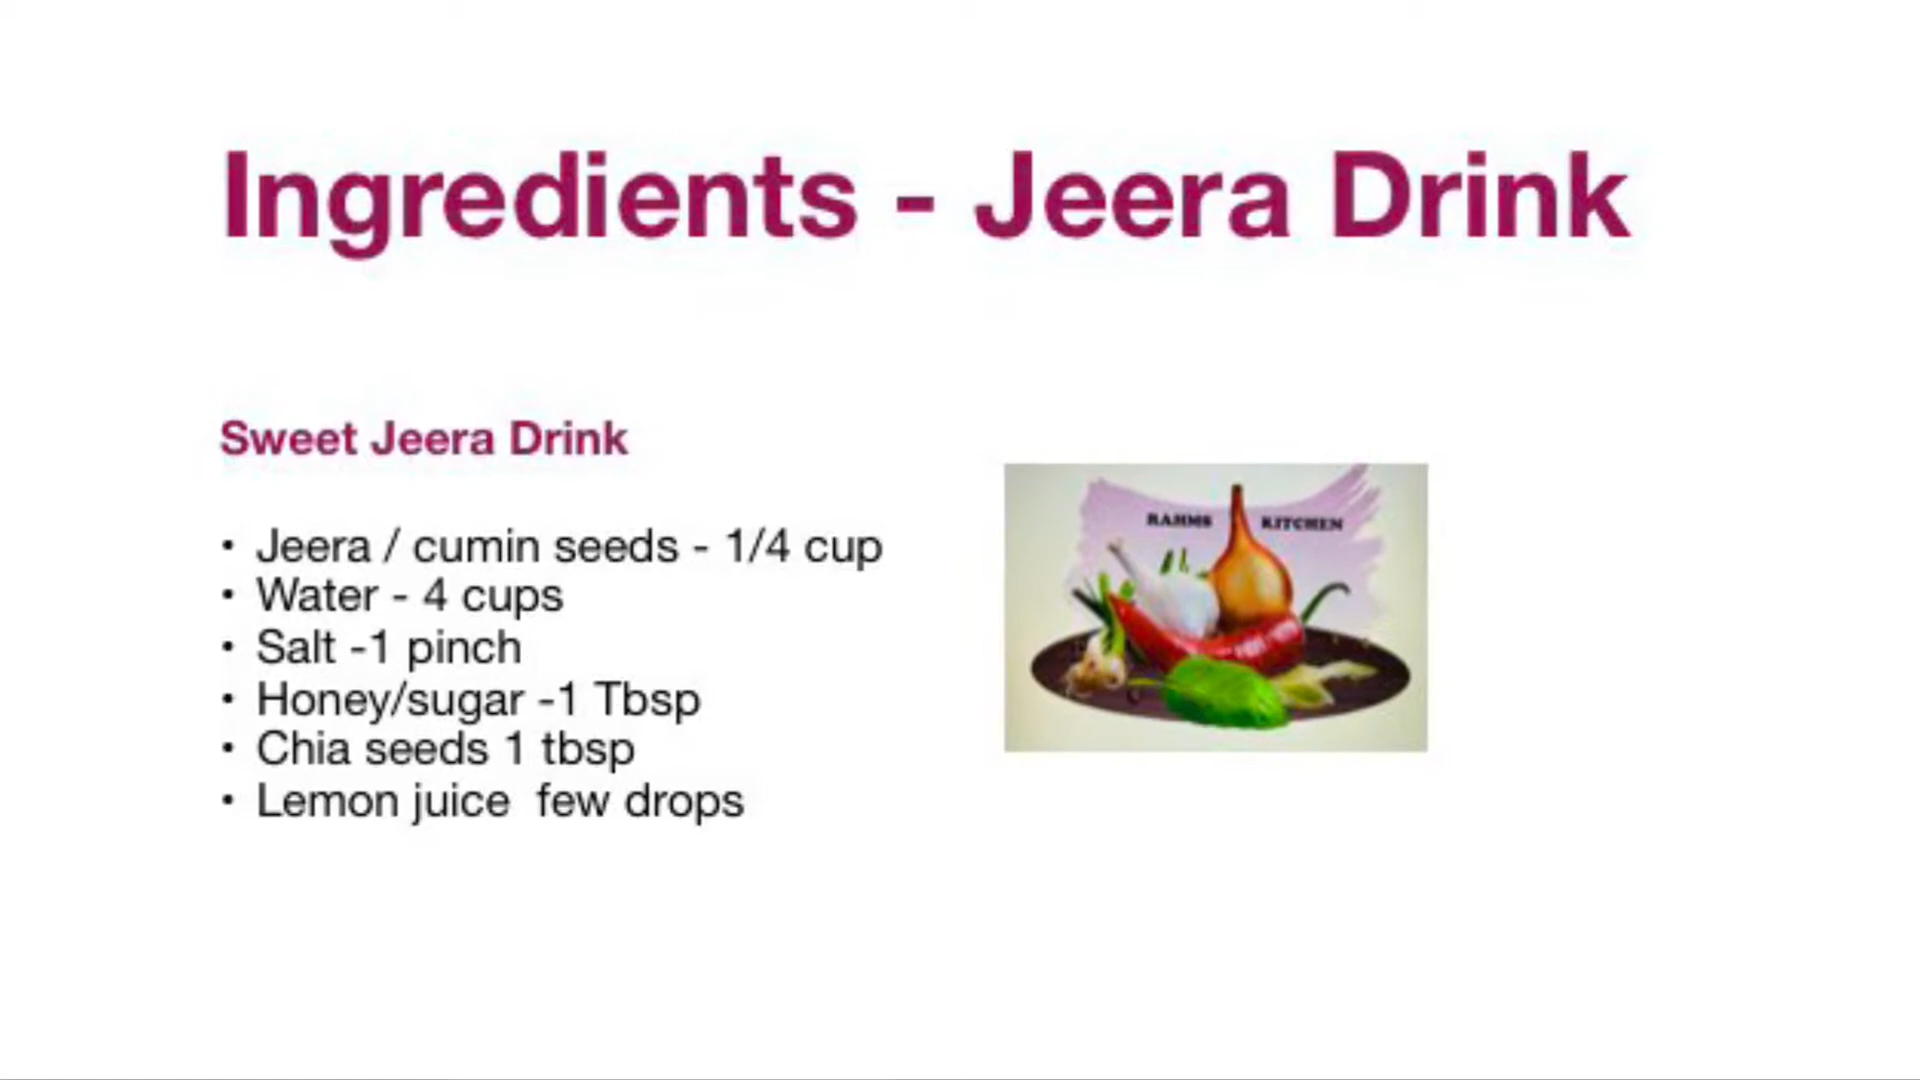 Ingredients - Jeera Drink
Sweet Jeera Drink
• Jeera / cumin seeds - 1/4 cup
• Water - 4 cups
• Salt -1 pinch
• Honey/sugar -1 Tbsp
• Chia seeds 1 tbsp
• Lemon juice  few drops
RAHMS KITCHEN